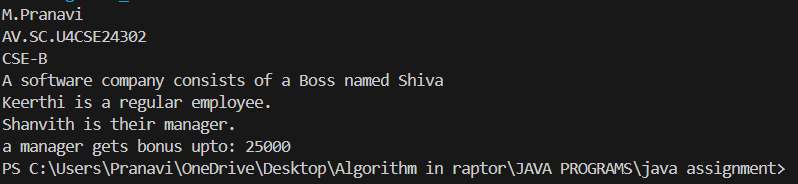 M.Pranavi
AV.SC.U4CSE24302
CSE-B
A software company consists of a Boss named Shiva
Keerthi is a regular employee.
Shanvith is their manager.
a manager gets bonus upto: 25000
PS C:\Users\Pranavi\OneDrive\Desktop\Algorithm in raptor\JAVA PROGRAMS\java assignment>